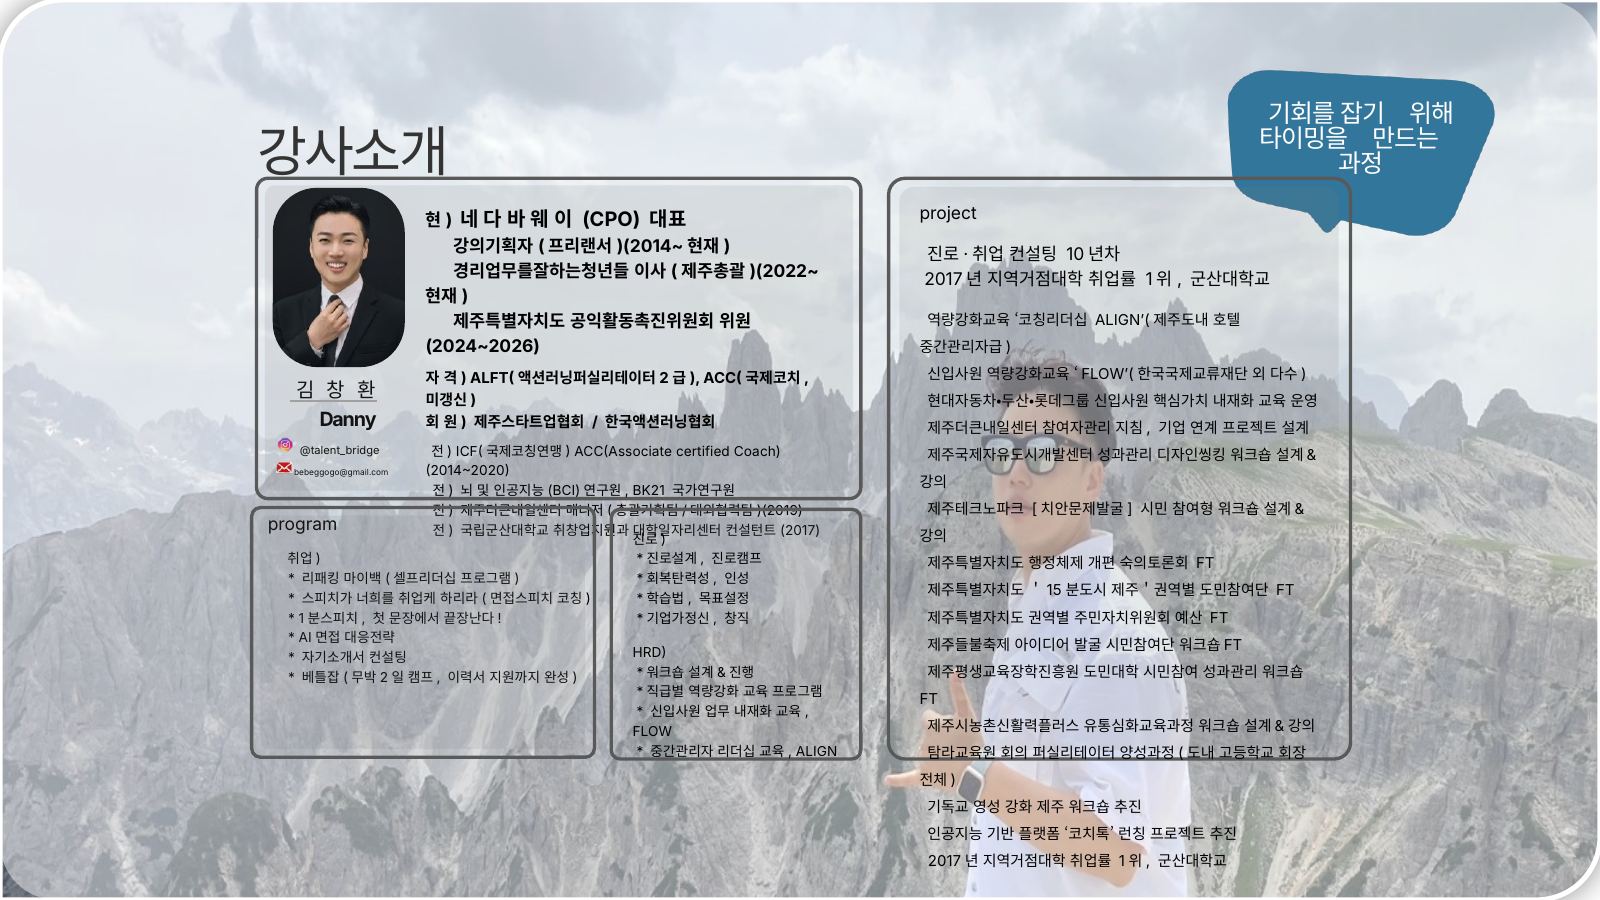 강사소개
기회를 잡기 위해
타이밍을 만드는
과정
현 ) 네 다 바 웨 이 (CPO) 대표
강의기획자 ( 프리랜서 )(2014~ 현재 )
경리업무를잘하는청년들 이사 ( 제주총괄 )(2022~
현재 )
제주특별자치도 공익활동촉진위원회 위원
(2024~2026)
자 격 ) ALFT( 액션러닝퍼실리테이터 2 급 ), ACC( 국제코치 ,
미갱신 )
회 원 ) 제주스타트업협회 / 한국액션러닝협회
전 ) ICF( 국제코칭연맹 ) ACC(Associate certified Coach)
(2014~2020)
전 ) 뇌 및 인공지능 (BCI) 연구원 , BK21 국가연구원
전 ) 제주더큰내일센터 매니저 ( 총괄기획팀 / 대외협력팀 )(2019)
전 ) 국립군산대학교 취창업지원과 대학일자리센터 컨설턴트 (2017)
김 창 환
Danny
@talent_bridge
bebeggogo@gmail.com
program
취업 )
* 리패킹 마이백 ( 셀프리더십 프로그램 )
* 스피치가 너희를 취업케 하리라 ( 면접스피치 코칭 )
* 1 분스피치 , 첫 문장에서 끝장난다 !
* AI 면접 대응전략
* 자기소개서 컨설팅
* 베틀잡 ( 무박 2 일 캠프 , 이력서 지원까지 완성 )
진로 )
* 진로설계 , 진로캠프
* 회복탄력성 , 인성
* 학습법 , 목표설정
* 기업가정신 , 창직
HRD)
* 워크숍 설계 & 진행
* 직급별 역량강화 교육 프로그램
* 신입사원 업무 내재화 교육 ,
FLOW
* 중간관리자 리더십 교육 , ALIGN
project
진로 · 취업 컨설팅 10 년차
2017 년 지역거점대학 취업률 1 위 , 군산대학교
역량강화교육 ‘코칭리더십 ALIGN’( 제주도내 호텔
중간관리자급 )
신입사원 역량강화교육 ‘ FLOW’( 한국국제교류재단 외 다수 )
현대자동차•두산•롯데그룹 신입사원 핵심가치 내재화 교육 운영
제주더큰내일센터 참여자관리 지침 , 기업 연계 프로젝트 설계
제주국제자유도시개발센터 성과관리 디자인씽킹 워크숍 설계 &
강의
제주테크노파크 [ 치안문제발굴 ] 시민 참여형 워크숍 설계 &
강의
제주특별자치도 행정체제 개편 숙의토론회 FT
제주특별자치도 ' 15 분도시 제주 ' 권역별 도민참여단 FT
제주특별자치도 권역별 주민자치위원회 예산 FT
제주들불축제 아이디어 발굴 시민참여단 워크숍 FT
제주평생교육장학진흥원 도민대학 시민참여 성과관리 워크숍
FT
제주시농촌신활력플러스 유통심화교육과정 워크숍 설계 & 강의
탐라교육원 회의 퍼실리테이터 양성과정 ( 도내 고등학교 회장
전체 )
기독교 영성 강화 제주 워크숍 추진
인공지능 기반 플랫폼 ‘코치톡’ 런칭 프로젝트 추진
2017 년 지역거점대학 취업률 1 위 , 군산대학교